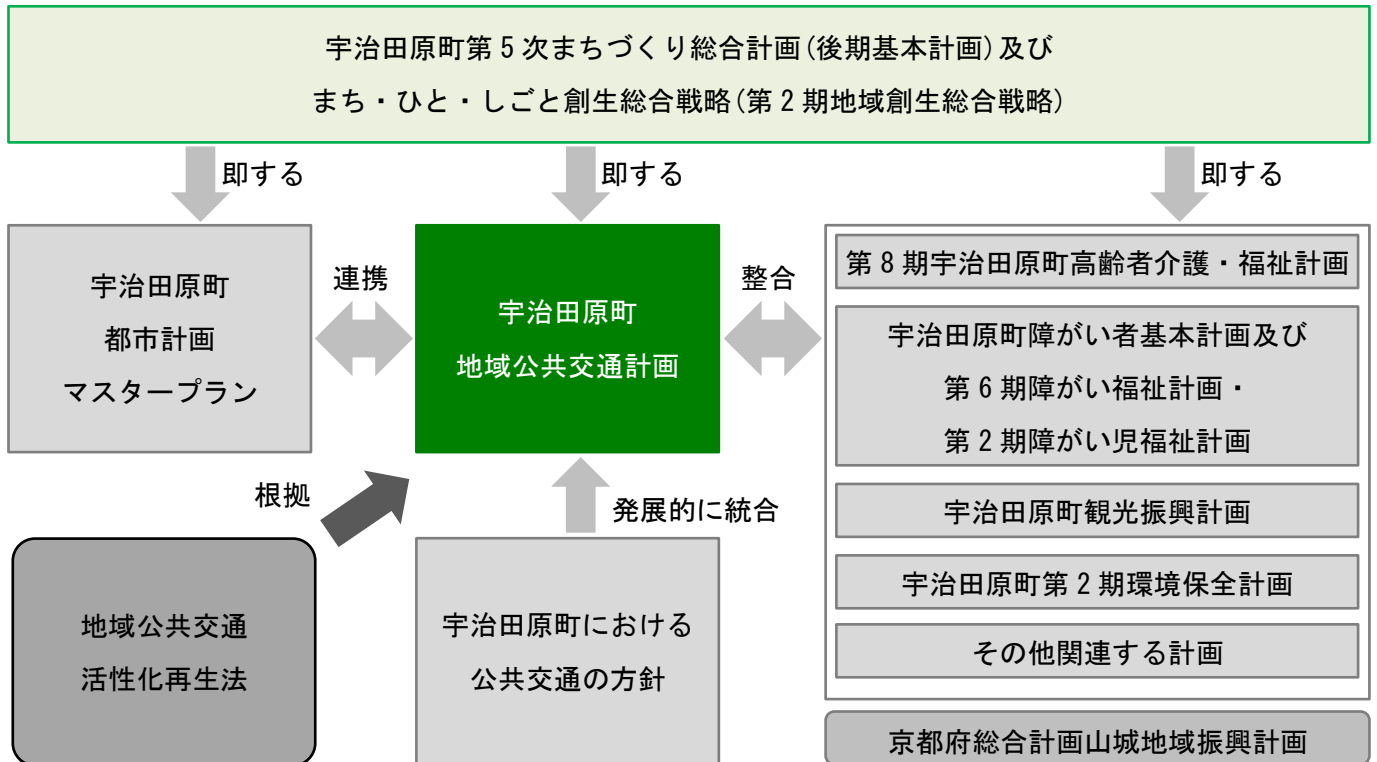 宇治田原町第5次まちづくり総合計画(後期基本計画)及び
まち・ひと・しごと創生総合戦略(第2期地域創生総合戦略)
即する
即する
即する
宇治田原町
都市計画
マスタープラン
連携
宇治田原町
地域公共交通計画
整合
第8期宇治田原町高齢者介護・福祉計画
宇治田原町障がい者基本計画及び
第6期障がい福祉計画・
第2期障がい児福祉計画
宇治田原町観光振興計画
宇治田原町第2期環境保全計画
その他関連する計画
根拠
発展的に統合
地域公共交通
活性化再生法
宇治田原町における
公共交通の方針
京都府総合計画山城地域振興計画